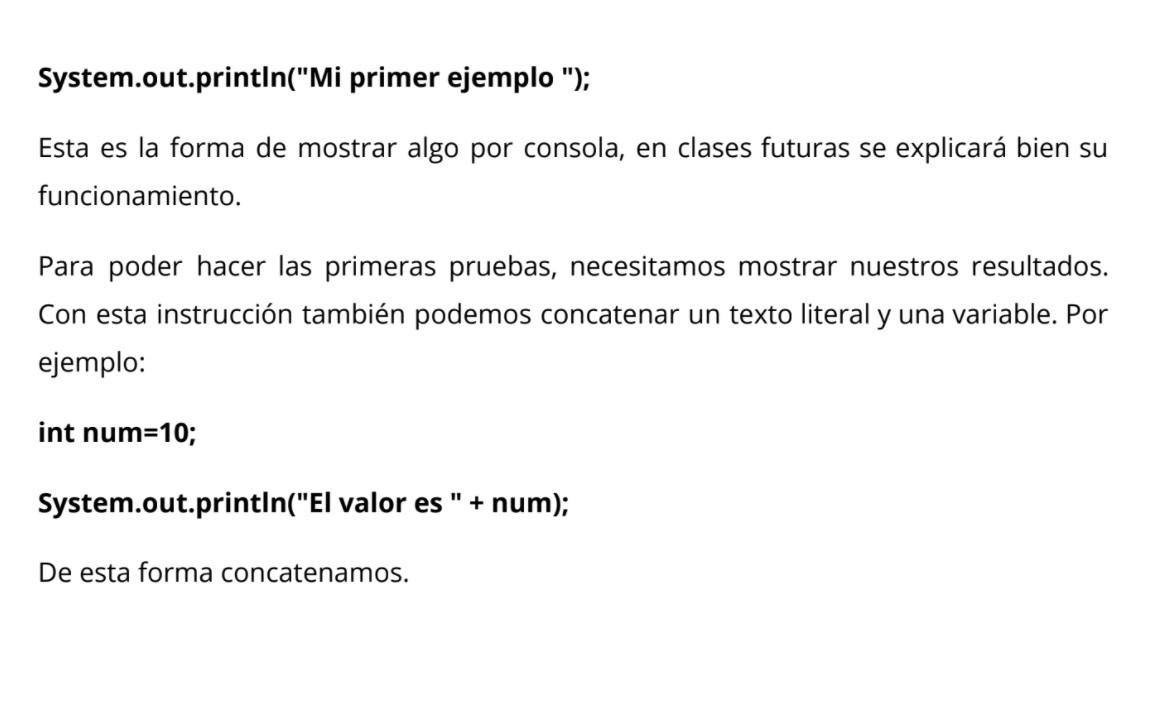 System.out.println("Mi primer ejemplo ");
Esta es la forma de mostrar algo por consola, en clases futuras se explicará bien su
funcionamiento.
Para poder hacer las primeras pruebas, necesitamos mostrar nuestros resultados.
Con esta instrucción también podemos concatenar un texto literal y una variable. Por
ejemplo:
int num=10;
System.out.println("El valor es " + num);
De esta forma concatenamos.